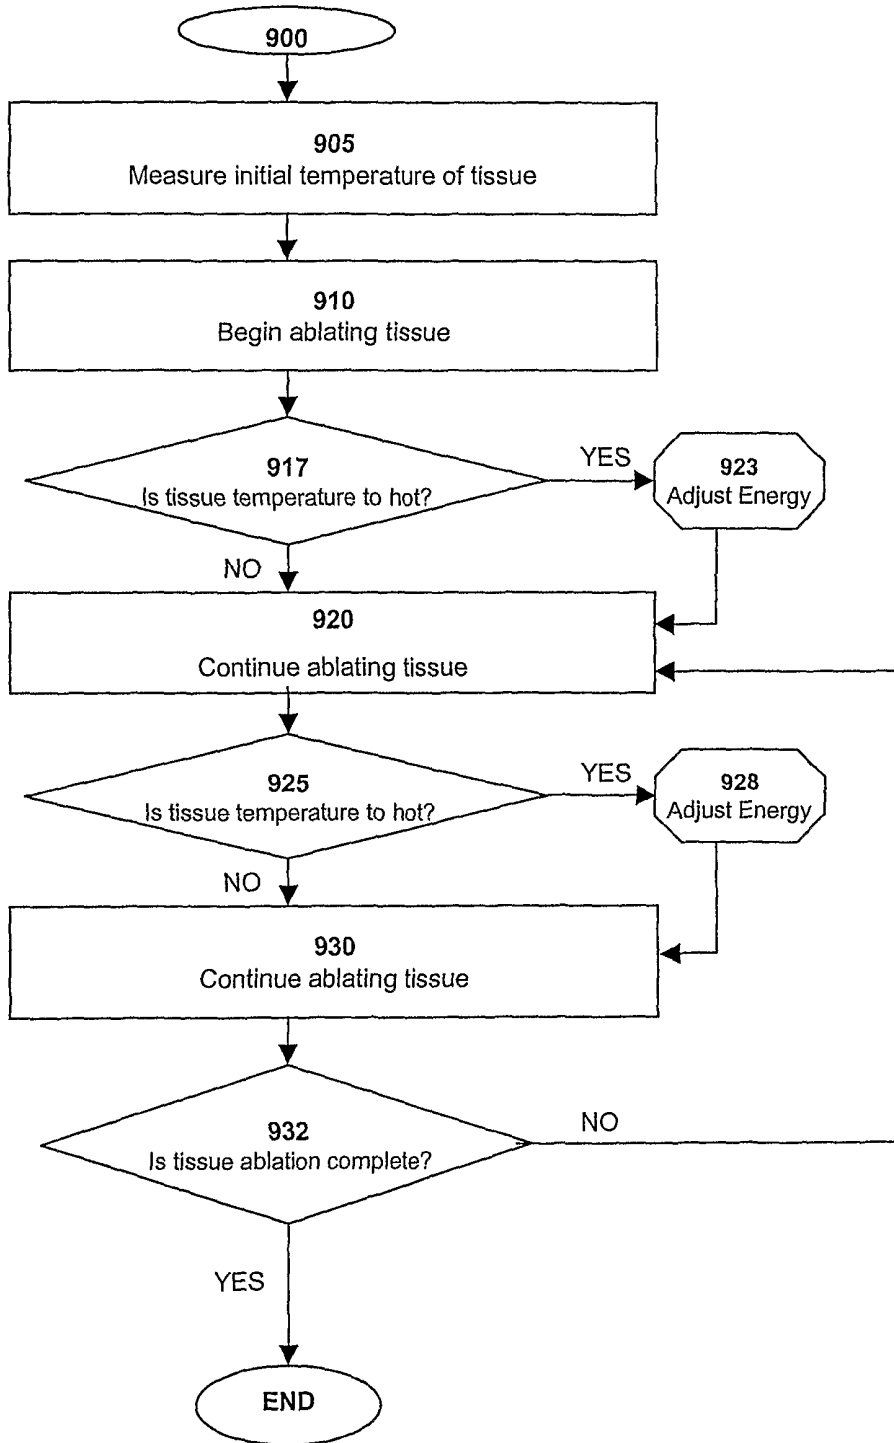 900
905
Measure initial temperature of tissue
910
Begin ablating tissue
917
Is tissue temperature to hot?
YES
923
Adjust Energy
NO
920
Continue ablating tissue
925
Is tissue temperature to hot?
YES
928
Adjust Energy
NO
930
Continue ablating tissue
932
Is tissue ablation complete?
NO
YES
END